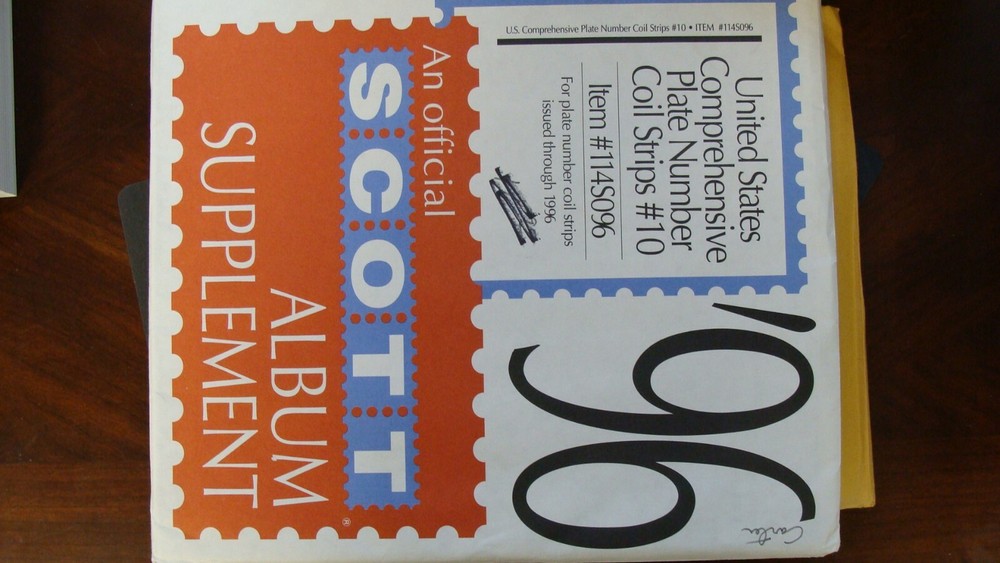 U.S. Comprehensive Plate Number Coil Strips #10 • ITEM #114S096
United States
Comprehensive
Plate Number
Coil Strips #10
Item #114S096
For plate number coil strips
issued through 1996
'96
An official
SCOTT
®
ALBUM
SUPPLEMENT
Carter